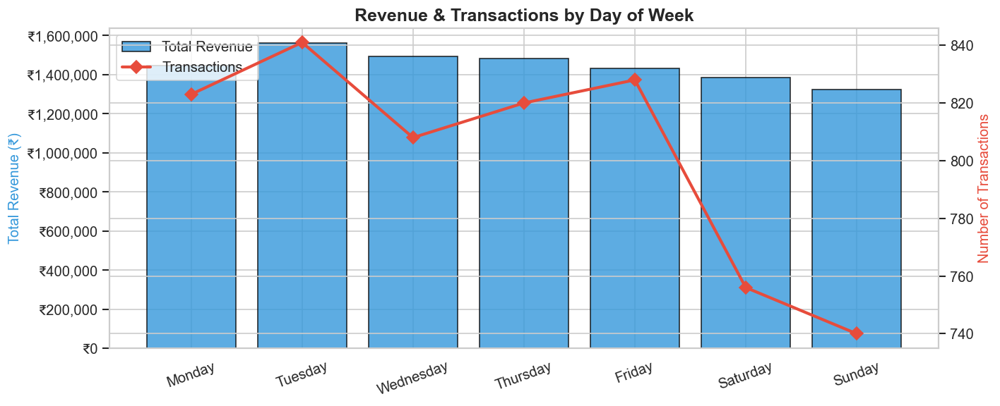 Revenue & Transactions by Day of Week
Total Revenue
Transactions
Total Revenue (₹)
₹1,600,000
₹1,400,000
₹1,200,000
₹1,000,000
₹800,000
₹600,000
₹400,000
₹200,000
₹0
840
820
800
780
760
740
Number of Transactions
Monday
Tuesday
Wednesday
Thursday
Friday
Saturday
Sunday